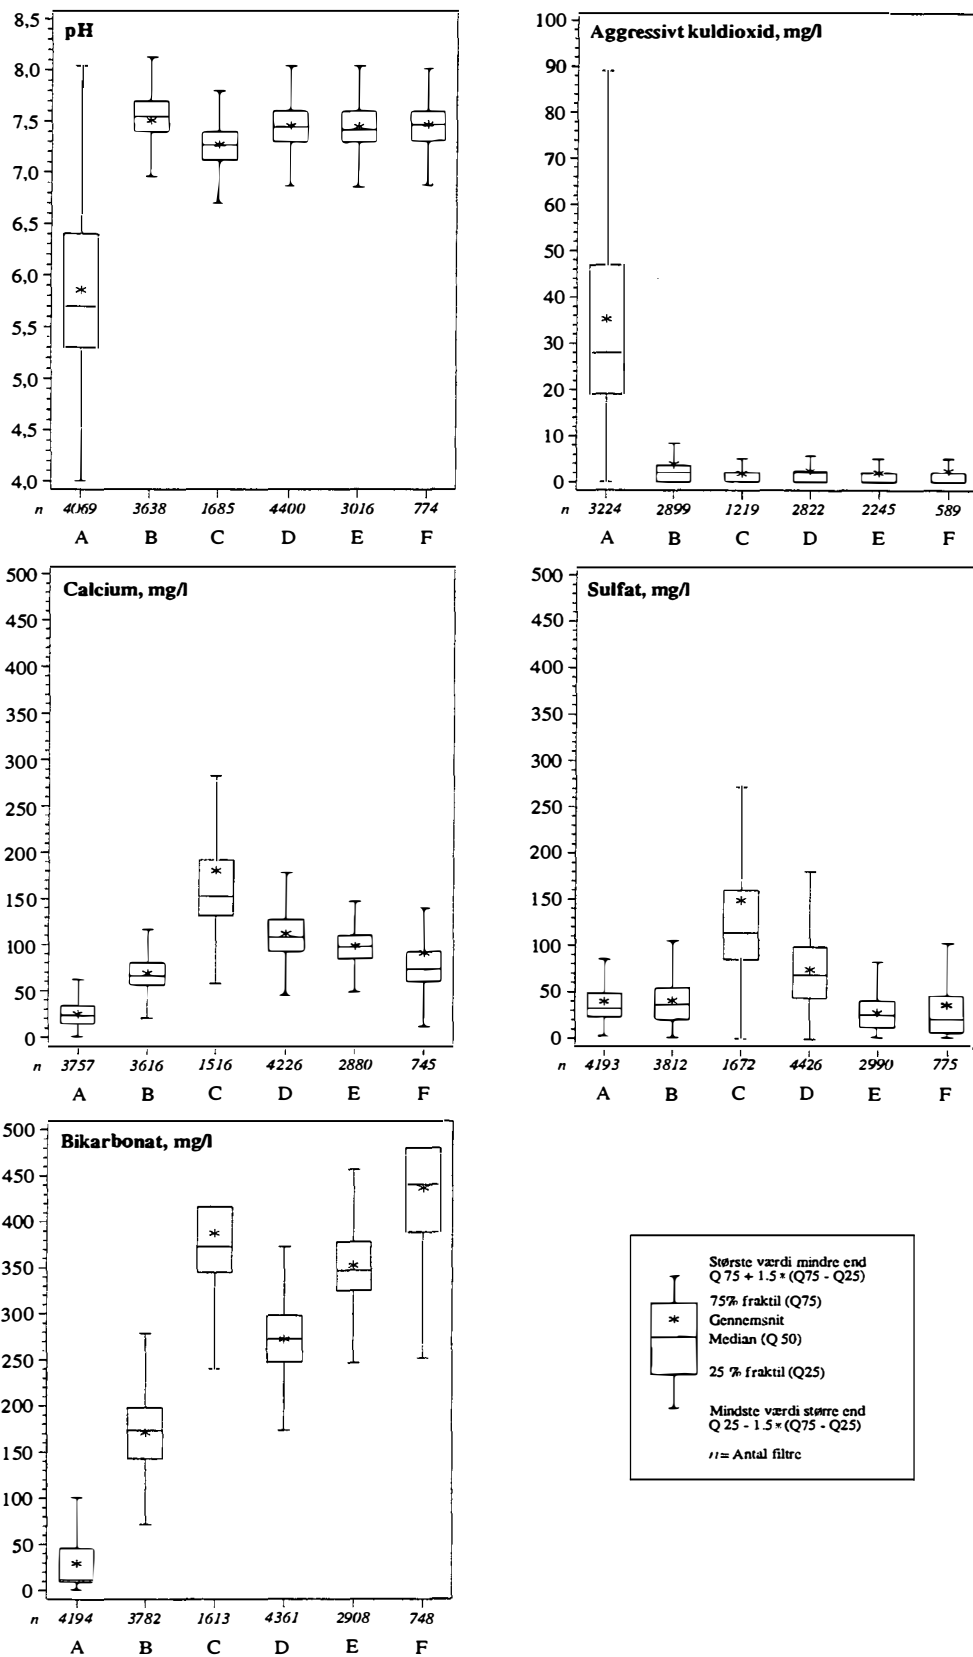 pH
8,5
8,0
7,5
7,0
6,5
6,0
5,5
5,0
4,5
4,0
n 4069 3638 1685 4400 3016 774
A B C D E F
Aggressivt kuldioxid, mg/l
100
90
80
70
60
50
40
30
20
10
0
n 3224 2899 1219 2822 2245 589
A B C D E F
Calcium, mg/l
500
450
400
350
300
250
200
150
100
50
0
n 3757 3616 1516 4226 2880 745
A B C D E F
Sulfat, mg/l
500
450
400
350
300
250
200
150
100
50
0
n 4193 3812 1672 4426 2990 775
A B C D E F
Bikarbonat, mg/l
500
450
400
350
300
250
200
150
100
50
0
n 4194 3782 1613 4361 2908 748
A B C D E F
Største værdi mindre end
Q 75 + 1.5 * (Q75 - Q25)
75% fraktil (Q75)
* Gennemsnit
Median (Q 50)
25 % fraktil (Q25)
Mindste værdi større end
Q 25 - 1.5 * (Q75 - Q25)
n = Antal filtre